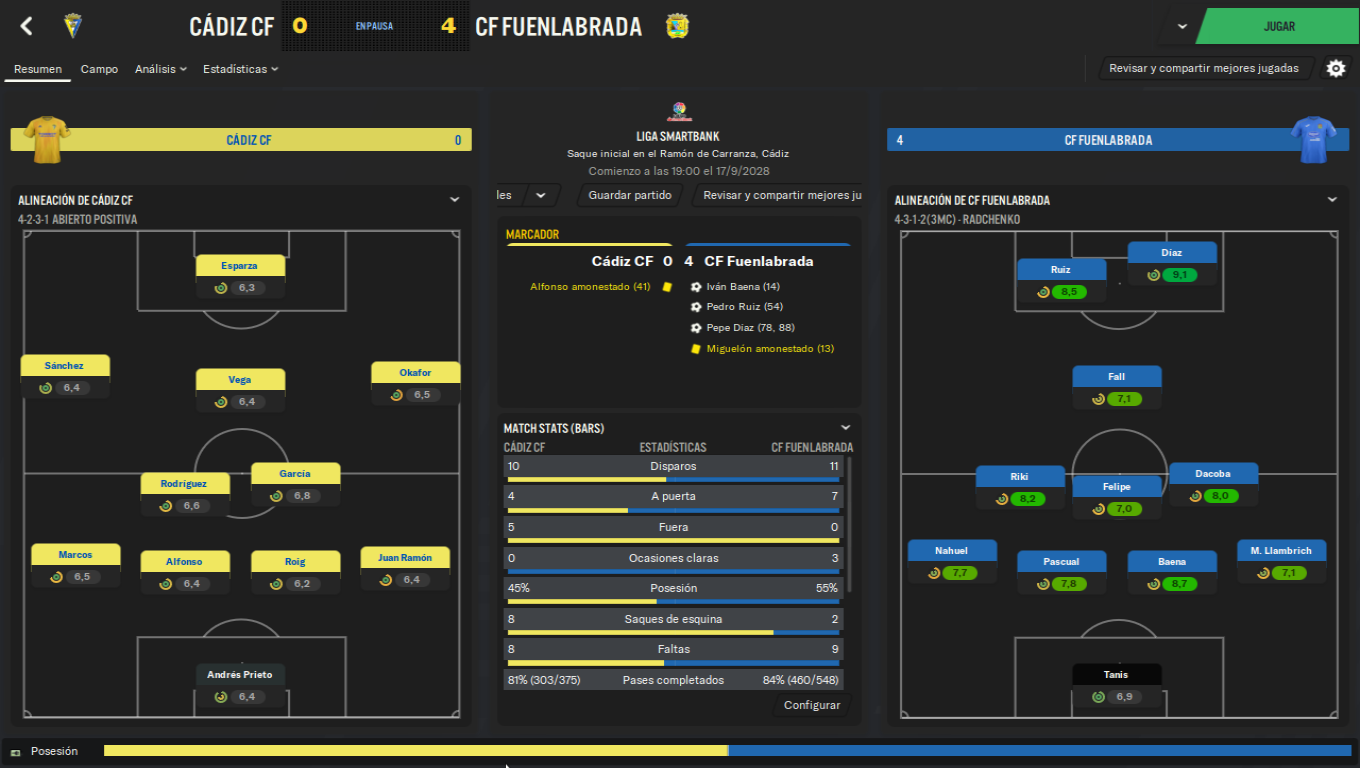 CÁDIZ CF 0 EN PAUSA 4 CF FUENLABRADA JUGAR
Resumen Campo Análisis Estadísticas Revisar y compartir mejores jugadas
CÁDIZ CF 0
ALINEACIÓN DE CÁDIZ CF
4-2-3-1 ABIERTO POSITIVA
Esparza
6,3
Sánchez
6,4
Vega
6,4
Okafor
6,5
Rodríguez
6,6
García
6,8
Marcos
6,5
Alfonso
6,4
Roig
6,2
Juan Ramón
6,4
Andrés Prieto
6,4
LIGA SMARTBANK
Saque inicial en el Ramón de Carranza, Cádiz
Comienzo a las 19:00 el 17/9/2028
les Guardar partido Revisar y compartir mejores ju
MARCADOR
Cádiz CF 0 4 CF Fuenlabrada
Alfonso amonestado (41) Iván Baena (14)
Pedro Ruiz (54)
Pepe Díaz (78, 88)
Miguelón amonestado (13)
MATCH STATS (BARS)
CÁDIZ CF ESTADÍSTICAS CF FUENLABRADA
10 Disparos 11
4 A puerta 7
5 Fuera 0
0 Ocasiones claras 3
45% Posesión 55%
8 Saques de esquina 2
8 Faltas 9
81% (303/375) Pases completados 84% (460/548)
Configurar
4 CF FUENLABRADA
ALINEACIÓN DE CF FUENLABRADA
4-3-1-2(3MC) - RADCHENKO
Ruiz
8,5
Díaz
9,1
Fall
7,1
Riki
8,2
Felipe
7,0
Dacoba
8,0
Nahuel
7,7
Pascual
7,8
Baena
8,7
M. Llambrich
7,1
Tanis
6,9
Posesión